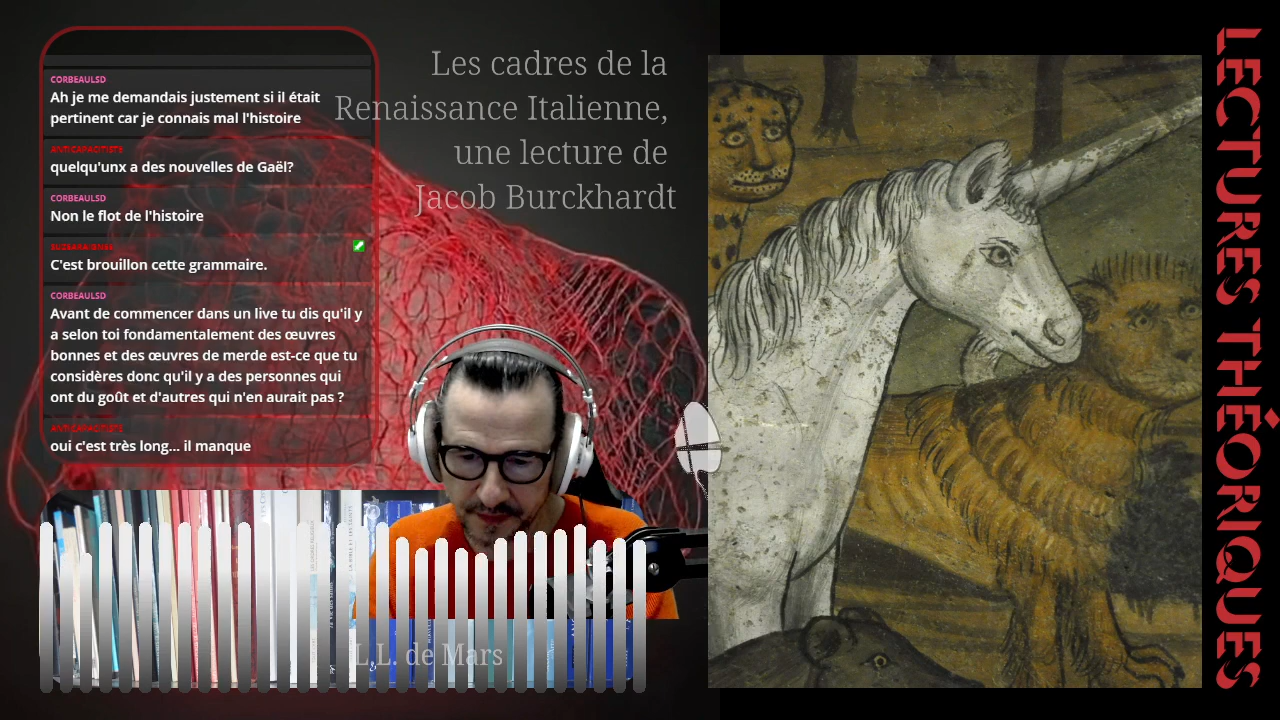 CORBEAULSD
Ah je me demandais justement si il était
pertinent car je connais mal l'histoire
ANTICAPACITISTE
quelqu'unx a des nouvelles de Gaël?
CORBEAULSD
Non le flot de l'histoire
C'est brouillon cette grammaire.
CORBEAULSD
Avant de commencer dans un live tu dis qu'il y
a selon toi fondamentalement des œuvres
bonnes et des œuvres de merde est-ce que tu
considères donc qu'il y a des personnes qui
ont du goût et d'autres qui n'en aurait pas ?
ANTICAPACITISTE
oui c'est très long... il manque
Les cadres de la
Renaissance Italienne,
une lecture de
Jacob Burckhardt
L.L. de Mars
LECTURES THÉORIQUES